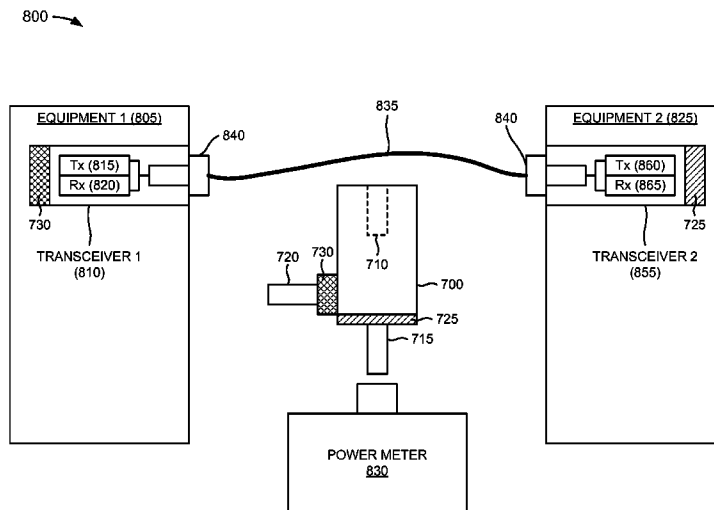 800
EQUIPMENT 1 (805)
840
835
840
EQUIPMENT 2 (825)
Tx (815)
Rx (820)
Tx (860)
Rx (865)
730
725
TRANSCEIVER 1
(810)
TRANSCEIVER 2
(855)
710
720
730
700
725
715
POWER METER
830